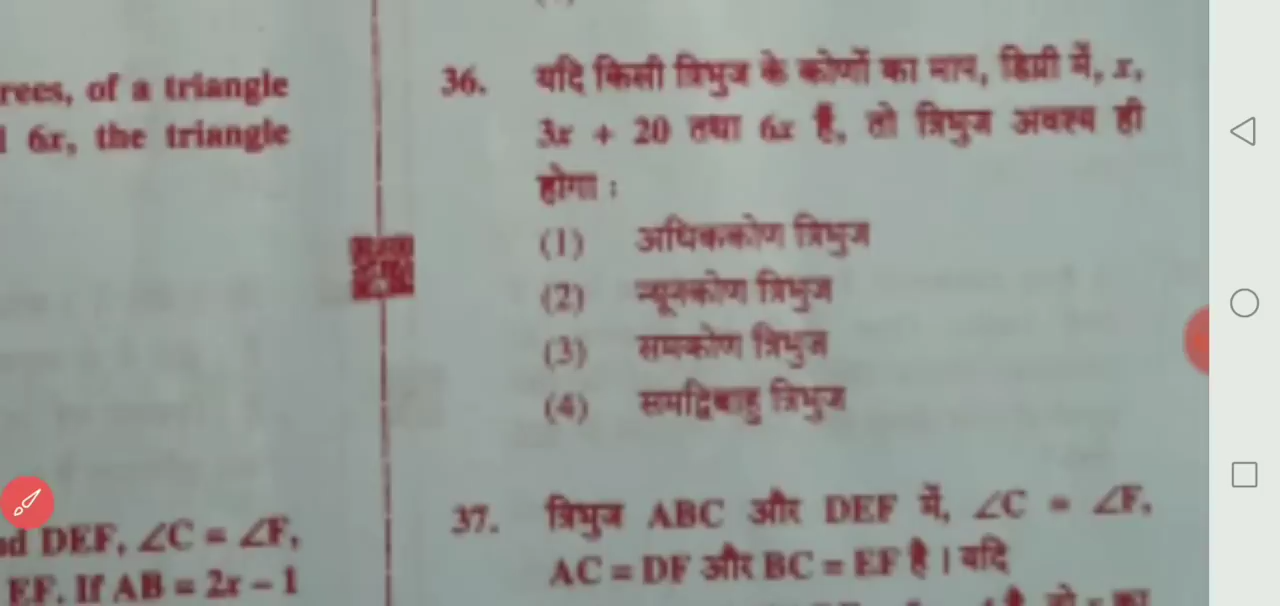 rees, of a triangle
6x, the triangle
nd DEF, ∠C = ∠F,
EF. If AB = 2x – 1
36. यदि किसी त्रिभुज के कोणों का माप, डिग्री में, x,
3x + 20 तथा 6x है, तो त्रिभुज अवश्य ही
होगा :
(1) अधिककोण त्रिभुज
(2) न्यूनकोण त्रिभुज
(3) समकोण त्रिभुज
(4) समद्विबाहु त्रिभुज
37. त्रिभुज ABC और DEF में, ∠C = ∠F,
AC = DF और BC = EF है । यदि